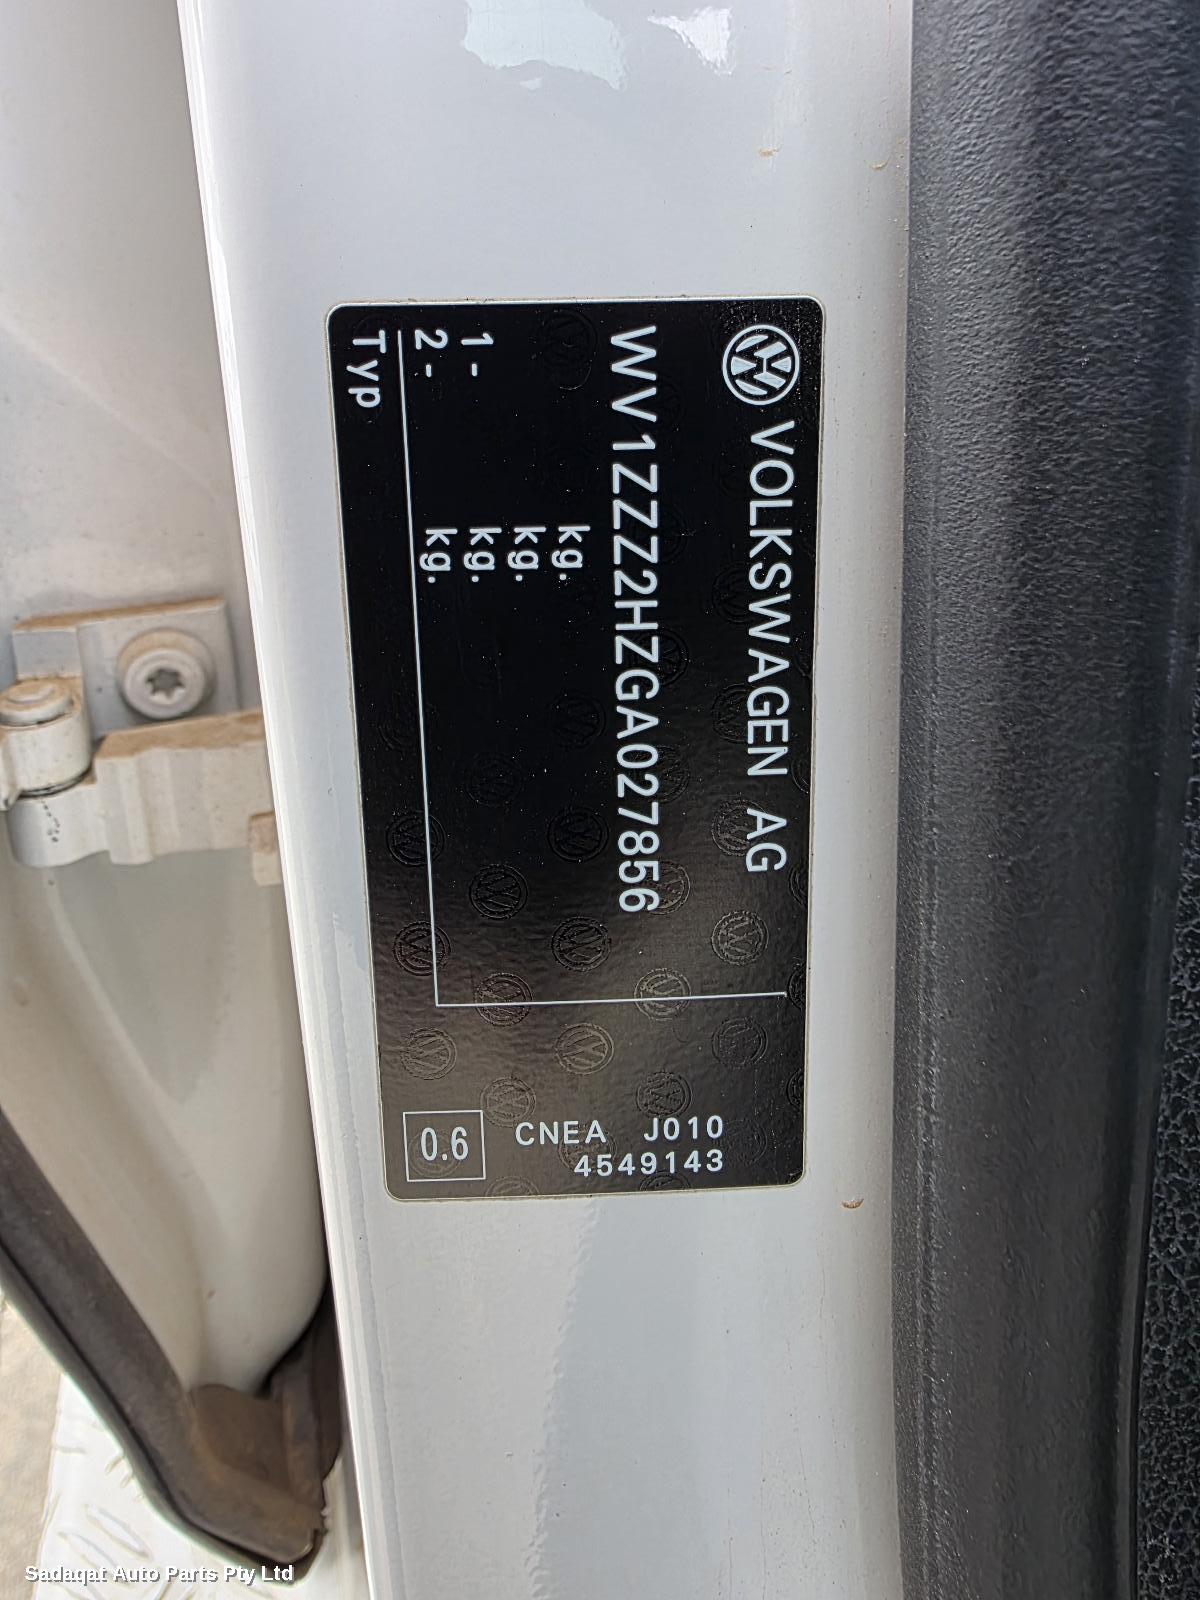 VOLKSWAGEN AG
WV1ZZZ2HZGA027856
kg.
kg.
1- kg.
2- kg.
Typ
CNEA J010
4549143
0.6
Sadaqat Auto Parts Pty Ltd